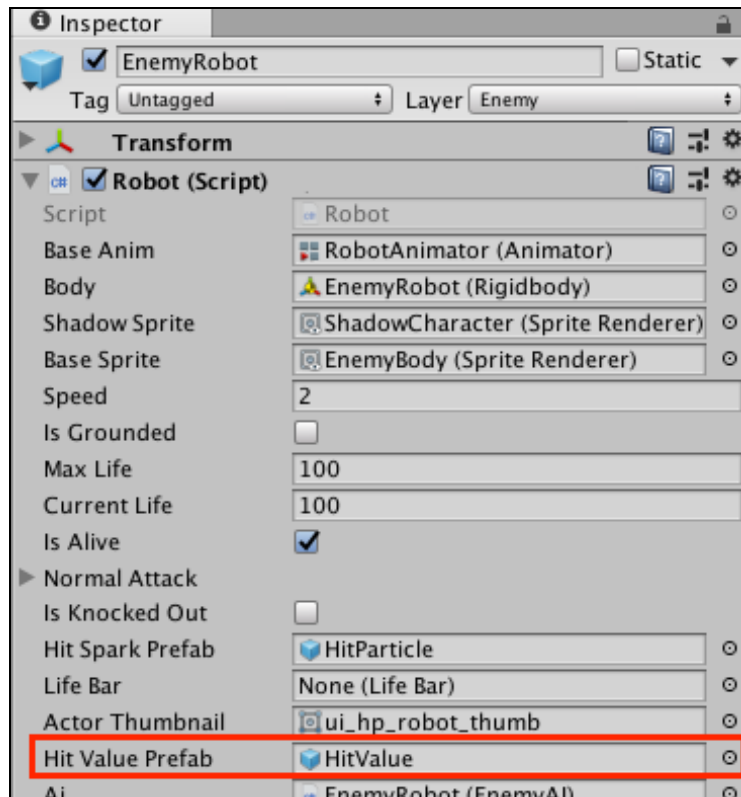 Inspector
EnemyRobot Static
Tag Untagged Layer Enemy
Transform
c# Robot (Script)
Script Robot
Base Anim RobotAnimator (Animator)
Body EnemyRobot (Rigidbody)
Shadow Sprite ShadowCharacter (Sprite Renderer)
Base Sprite EnemyBody (Sprite Renderer)
Speed 2
Is Grounded
Max Life 100
Current Life 100
Is Alive
Normal Attack
Is Knocked Out
Hit Spark Prefab HitParticle
Life Bar None (Life Bar)
Actor Thumbnail ui_hp_robot_thumb
Hit Value Prefab HitValue
Ai EnemyRobot (EnemyAI)